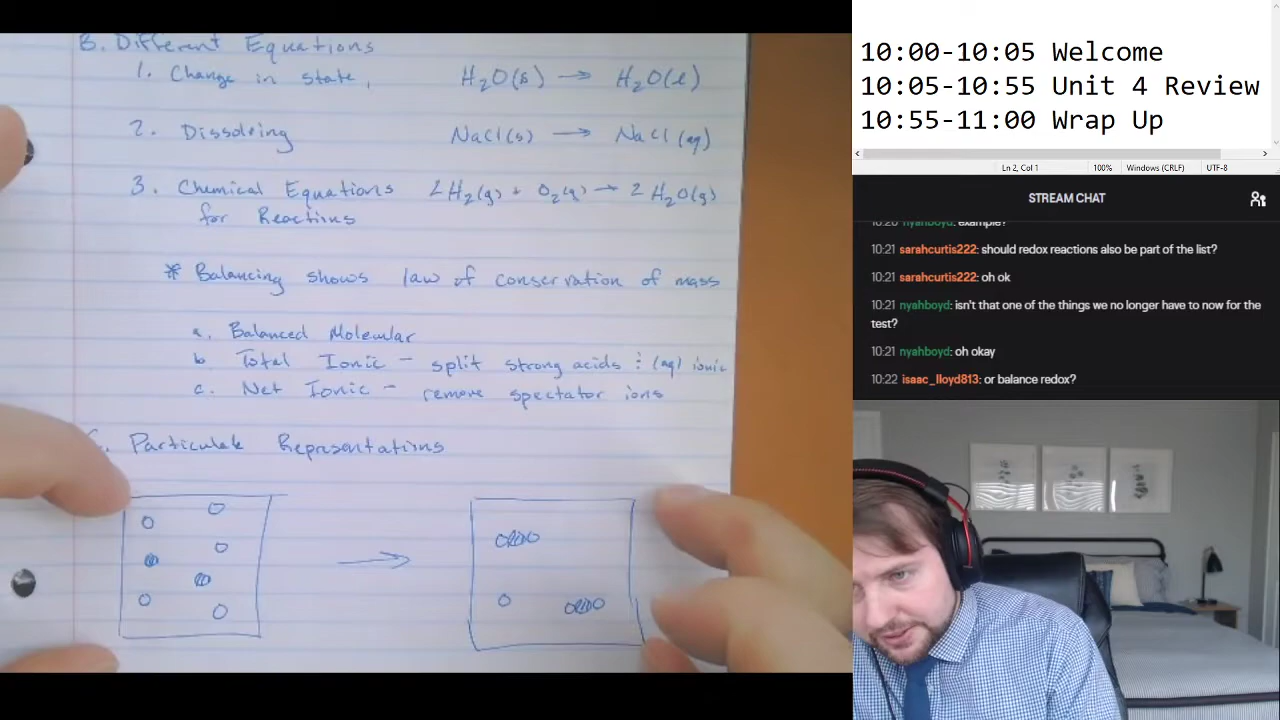 B. Different Equations
1. Change in state, H₂O(s) → H₂O(l)
2. Dissolving NaCl(s) → NaCl(aq)
3. Chemical Equations 2H₂(g) + O₂(g) → 2H₂O(g)
for Reactions
* Balancing shows law of conservation of mass
a. Balanced Molecular
b Total Ionic - split strong acids : (aq) ionic
c. Net Ionic - remove spectator ions
C. Particulate Representations
10:00-10:05 Welcome
10:05-10:55 Unit 4 Review
10:55-11:00 Wrap Up
Ln 2, Col 1 100% Windows (CRLF) UTF-8
STREAM CHAT
10:20 nyahboyd: example?
10:21 sarahcurtis222: should redox reactions also be part of the list?
10:21 sarahcurtis222: oh ok
10:21 nyahboyd: isn't that one of the things we no longer have to now for the
test?
10:21 nyahboyd: oh okay
10:22 isaac_lloyd813: or balance redox?